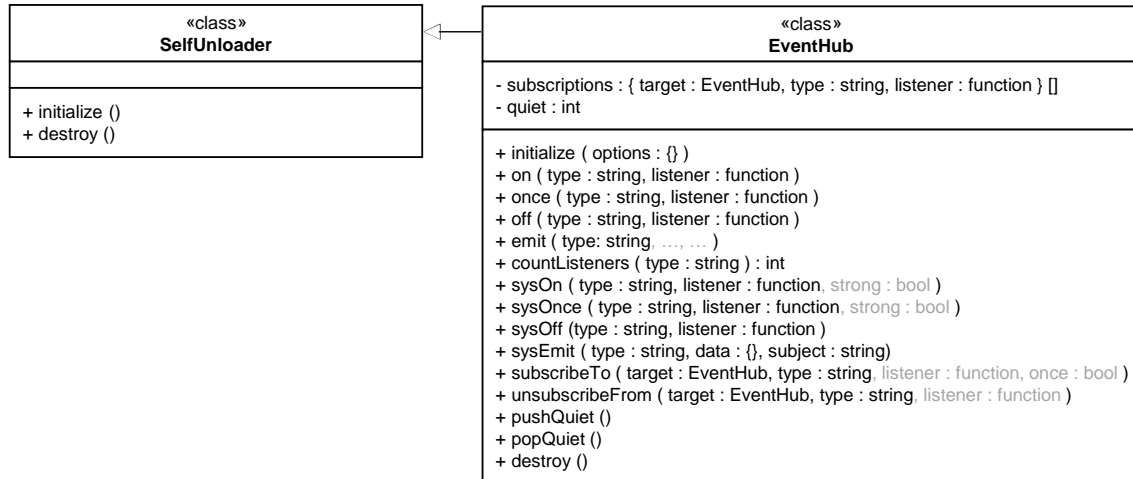 «class»
SelfUnloader
+ initialize ()
+ destroy ()
«class»
EventHub
- subscriptions : { target : EventHub, type : string, listener : function } []
- quiet : int
+ initialize ( options : {} )
+ on ( type : string, listener : function )
+ once ( type : string, listener : function )
+ off ( type : string, listener : function )
+ emit ( type: string, …, … )
+ countListeners ( type : string ) : int
+ sysOn ( type : string, listener : function, strong : bool )
+ sysOnce ( type : string, listener : function, strong : bool )
+ sysOff (type : string, listener : function )
+ sysEmit ( type : string, data : {}, subject : string)
+ subscribeTo ( target : EventHub, type : string, listener : function, once : bool )
+ unsubscribeFrom ( target : EventHub, type : string, listener : function )
+ pushQuiet ()
+ popQuiet ()
+ destroy ()